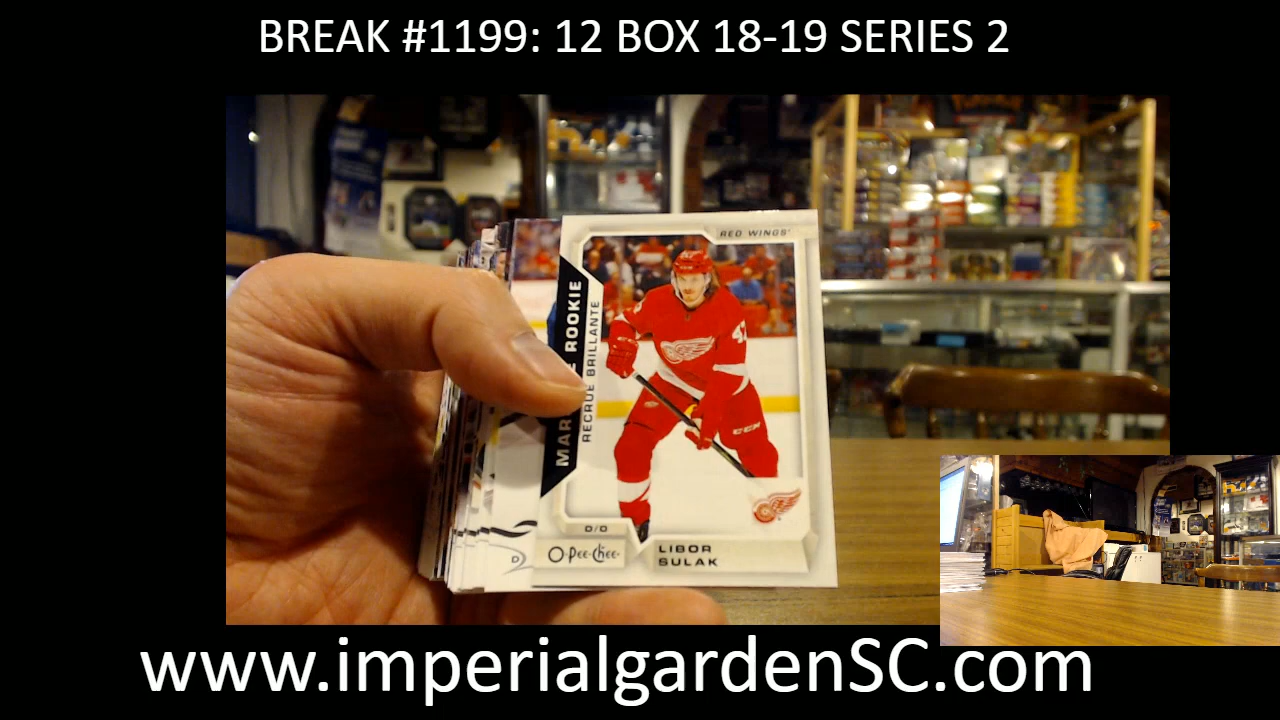 BREAK #1199: 12 BOX 18-19 SERIES 2
RED WINGS
ROOKIE
RECRUE BRILLANTE
CCM
D/D
O-Pee-Chee
LIBOR
SULAK
www.imperialgardenSC.com